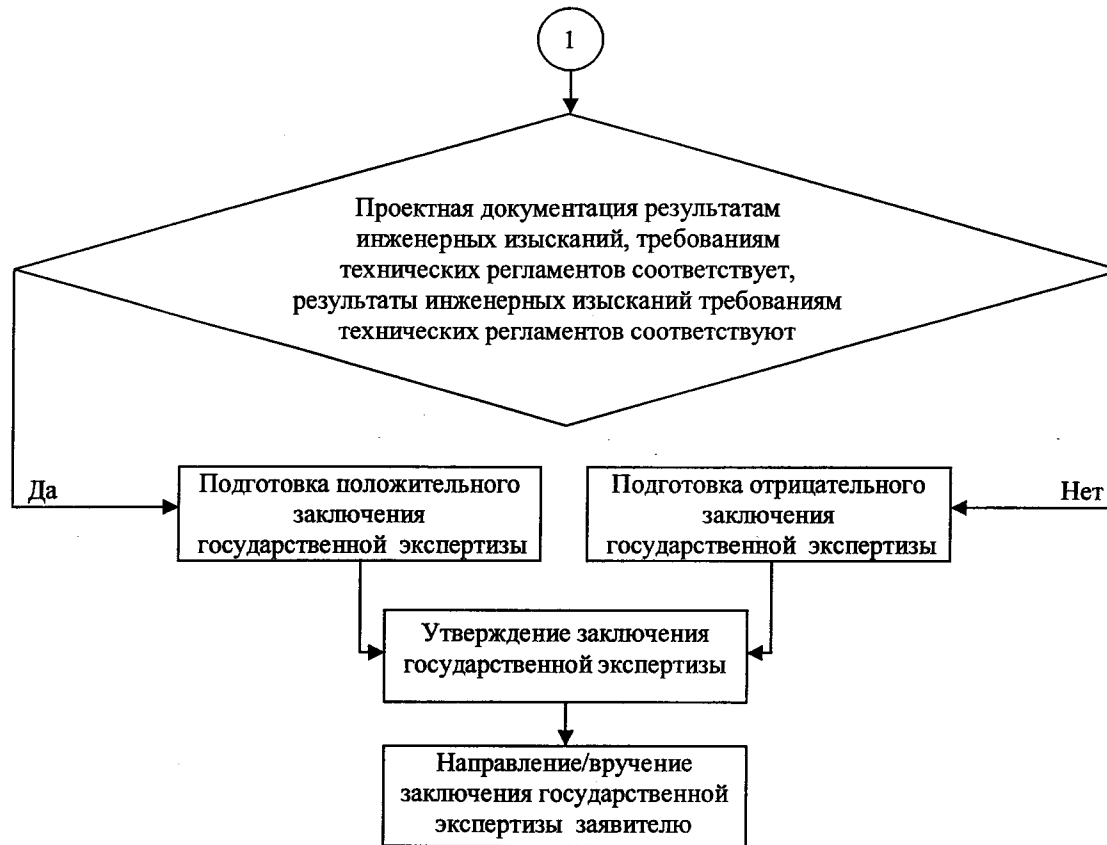 1
Проектная документация результатам
инженерных изысканий, требованиям
технических регламентов соответствует,
результаты инженерных изысканий требованиям
технических регламентов соответствуют
Да
Подготовка положительного
заключения
государственной экспертизы
Подготовка отрицательного
заключения
государственной экспертизы
Нет
Утверждение заключения
государственной экспертизы
Направление/вручение
заключения государственной
экспертизы заявителю